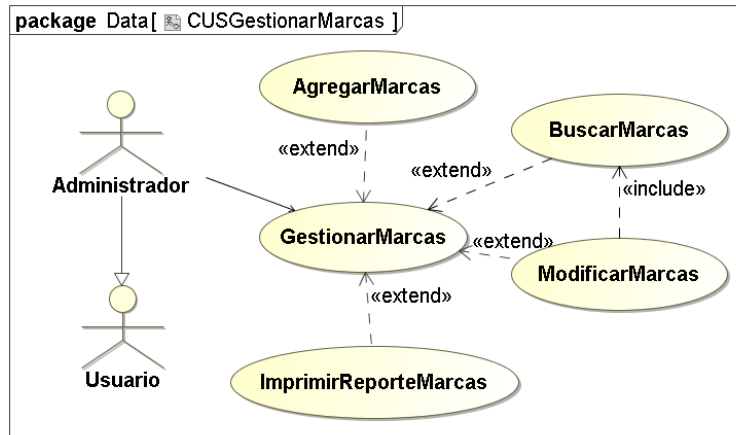 package Data[ CUSGestionarMarcas ]
AgregarMarcas
BuscarMarcas
«extend»
«extend»
«include»
Administrador
GestionarMarcas
«extend»
ModificarMarcas
«extend»
Usuario
ImprimirReporteMarcas